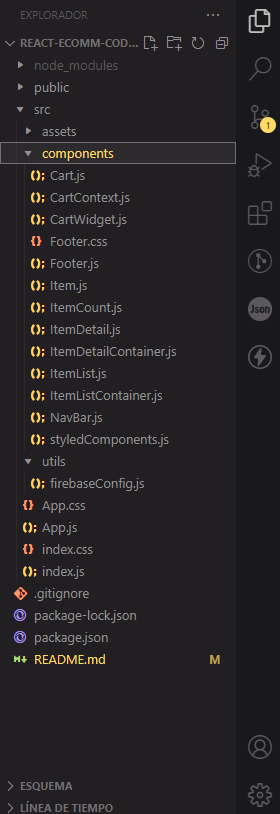 EXPLORADOR
REACT-ECOMM-COD...
node_modules
public
src
assets
components
Cart.js
CartContext.js
CartWidget.js
Footer.css
Footer.js
Item.js
ItemCount.js
ItemDetail.js
ItemDetailContainer.js
ItemList.js
ItemListContainer.js
NavBar.js
styledComponents.js
utils
firebaseConfig.js
App.css
App.js
index.css
index.js
.gitignore
package-lock.json
package.json
README.md M
ESQUEMA
LÍNEA DE TIEMPO
1
Json